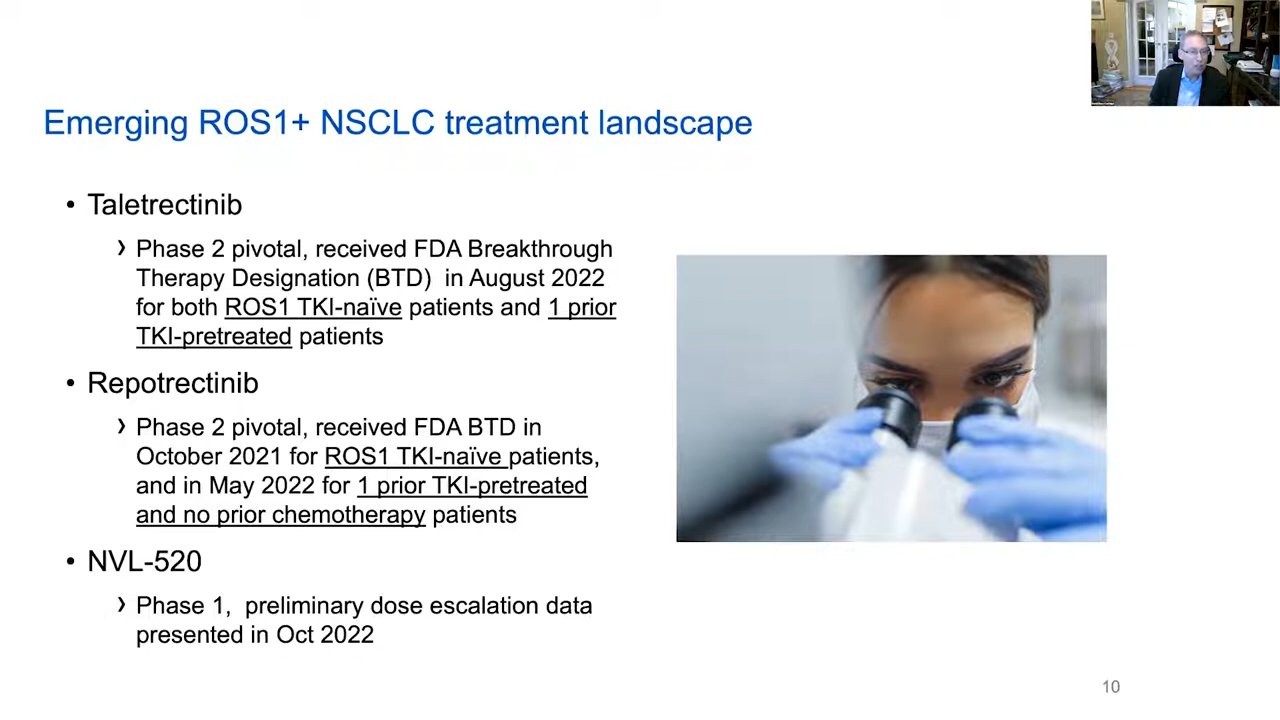 Emerging ROS1+ NSCLC treatment landscape
• Taletrectinib
› Phase 2 pivotal, received FDA Breakthrough
Therapy Designation (BTD)  in August 2022
for both ROS1 TKI-naïve patients and 1 prior
TKI-pretreated patients
• Repotrectinib
› Phase 2 pivotal, received FDA BTD in
October 2021 for ROS1 TKI-naïve patients,
and in May 2022 for 1 prior TKI-pretreated
and no prior chemotherapy patients
• NVL-520
› Phase 1,  preliminary dose escalation data
presented in Oct 2022
10